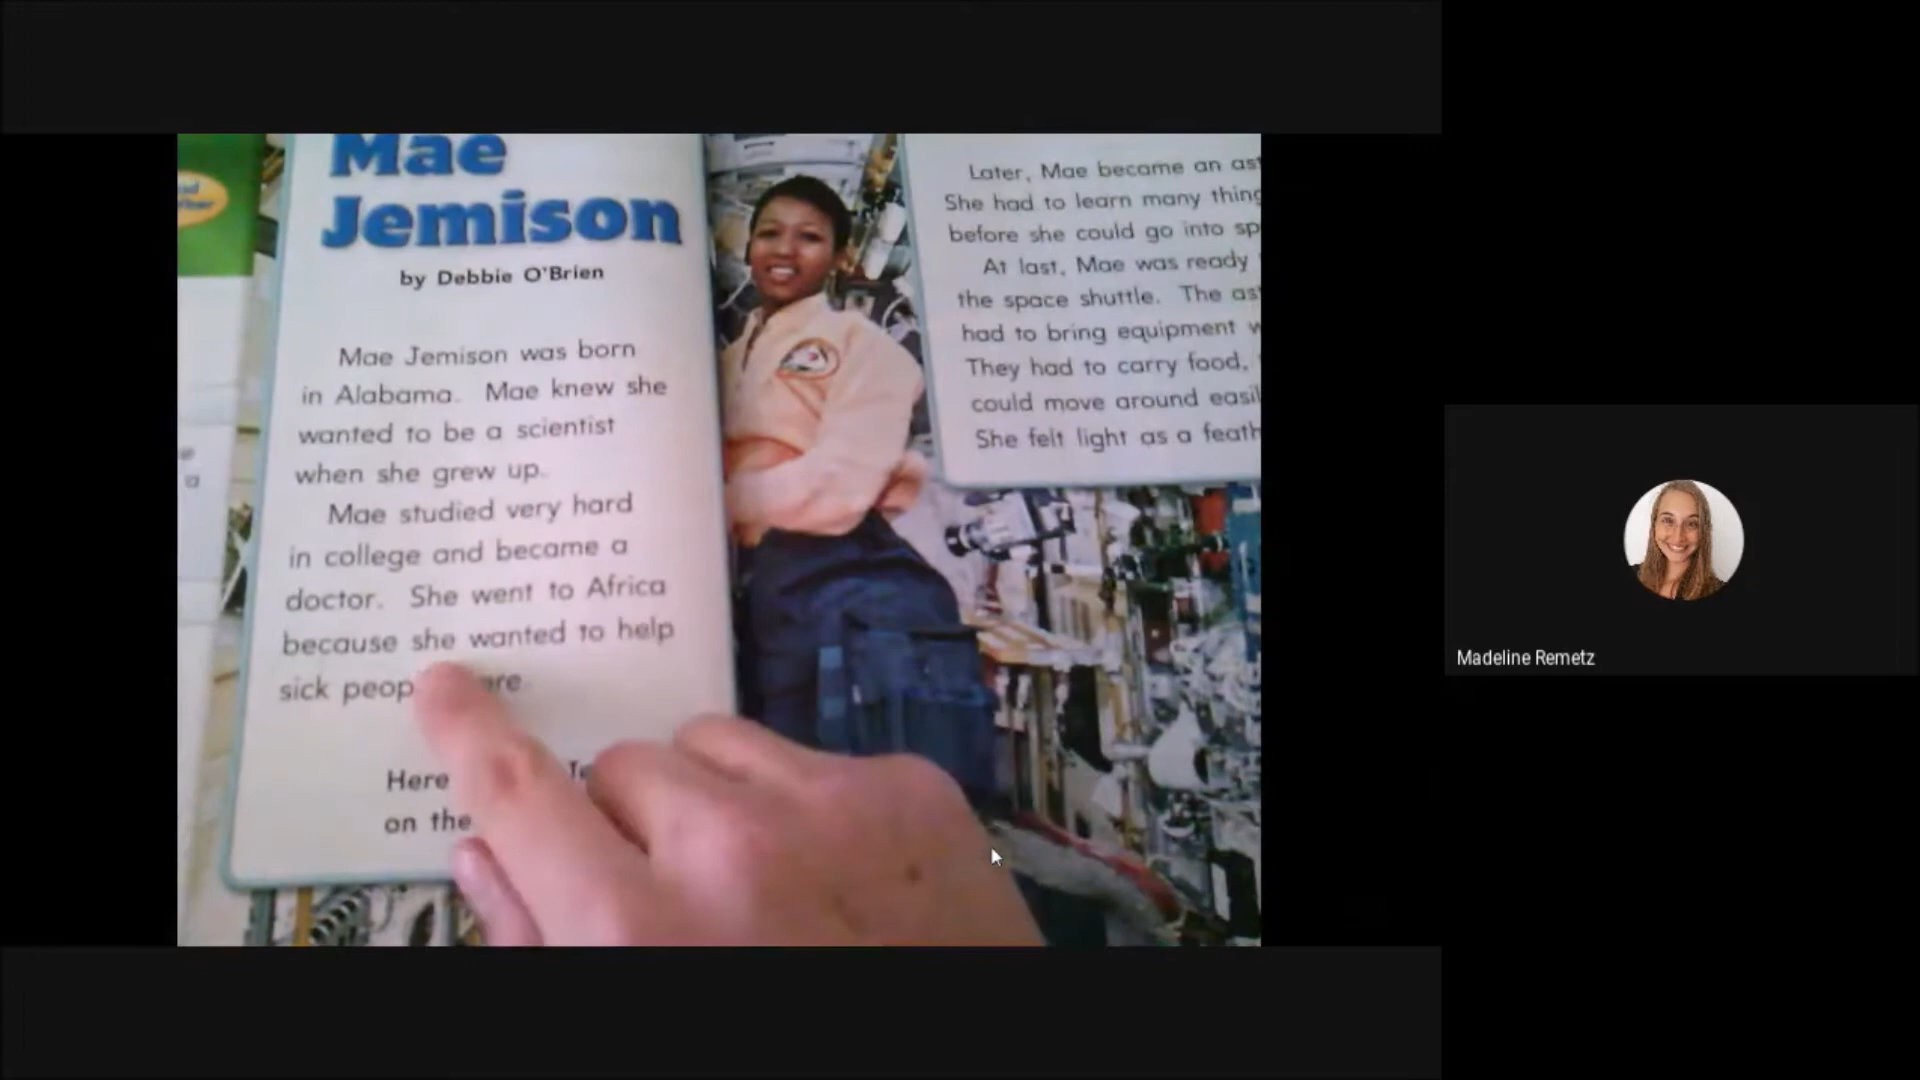 Mae
Jemison
by Debbie O'Brien
Mae Jemison was born
in Alabama. Mae knew she
wanted to be a scientist
when she grew up.
Mae studied very hard
in college and became a
doctor. She went to Africa
because she wanted to help
sick
Here
on the
Later, Mae became an
She had to learn many
before she could go into
At last, Mae was ready
the space shuttle. The
had to bring equipment
They had to carry food,
could move around
She felt light as a
Madeline Remetz